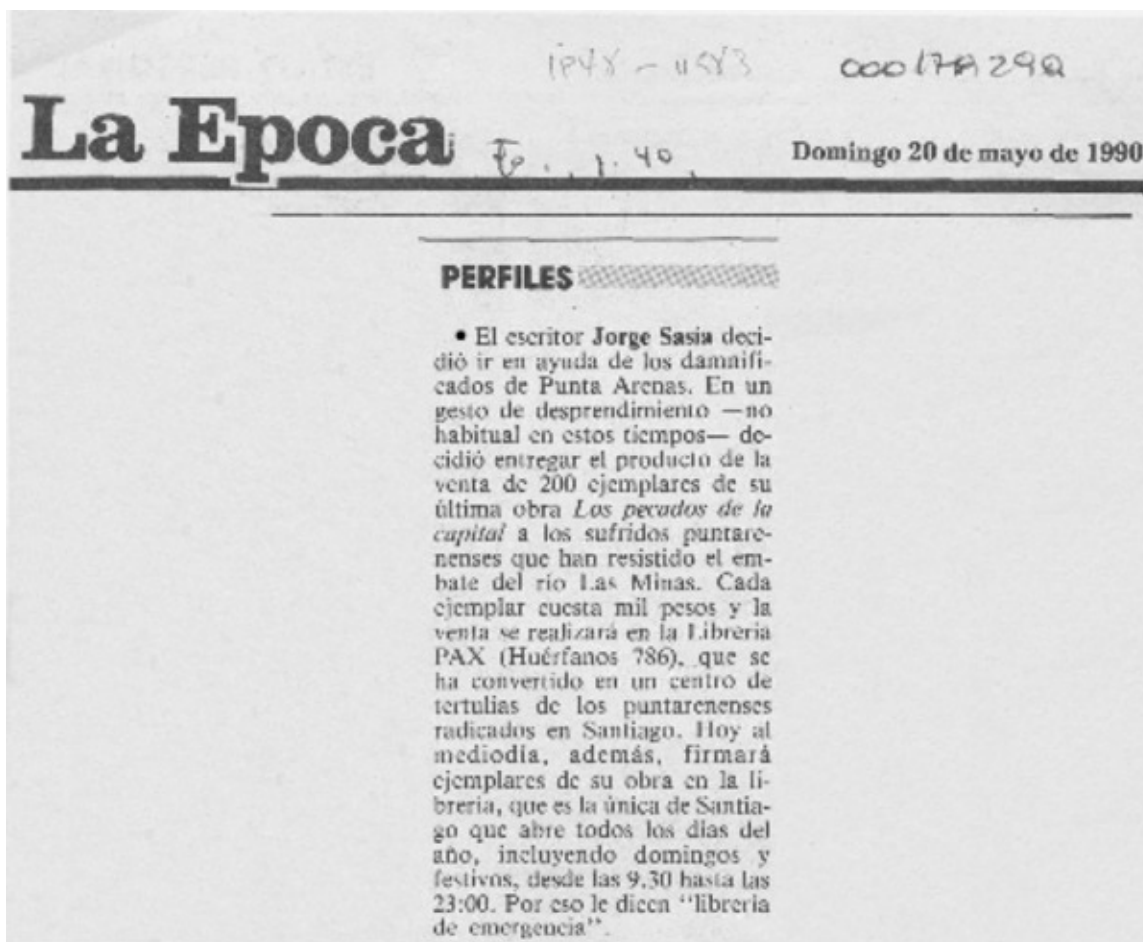 La Epoca
Domingo 20 de mayo de 1990
PERFILES
• El escritor Jorge Sasia deci-
dió ir en ayuda de los damnifi-
cados de Punta Arenas. En un
gesto de desprendimiento —no
habitual en estos tiempos— de-
cidió entregar el producto de la
venta de 200 ejemplares de su
última obra Los pecados de la
capital a los sufridos puntare-
nenses que han resistido el em-
bate del río Las Minas. Cada
ejemplar cuesta mil pesos y la
venta se realizará en la Librería
PAX (Huérfanos 786), que se
ha convertido en un centro de
tertulias de los puntarenenses
radicados en Santiago. Hoy al
mediodía, además, firmará
ejemplares de su obra en la li-
brería, que es la única de Santia-
go que abre todos los días del
año, incluyendo domingos y
festivos, desde las 9.30 hasta las
23:00. Por eso le dicen "librería
de emergencia".